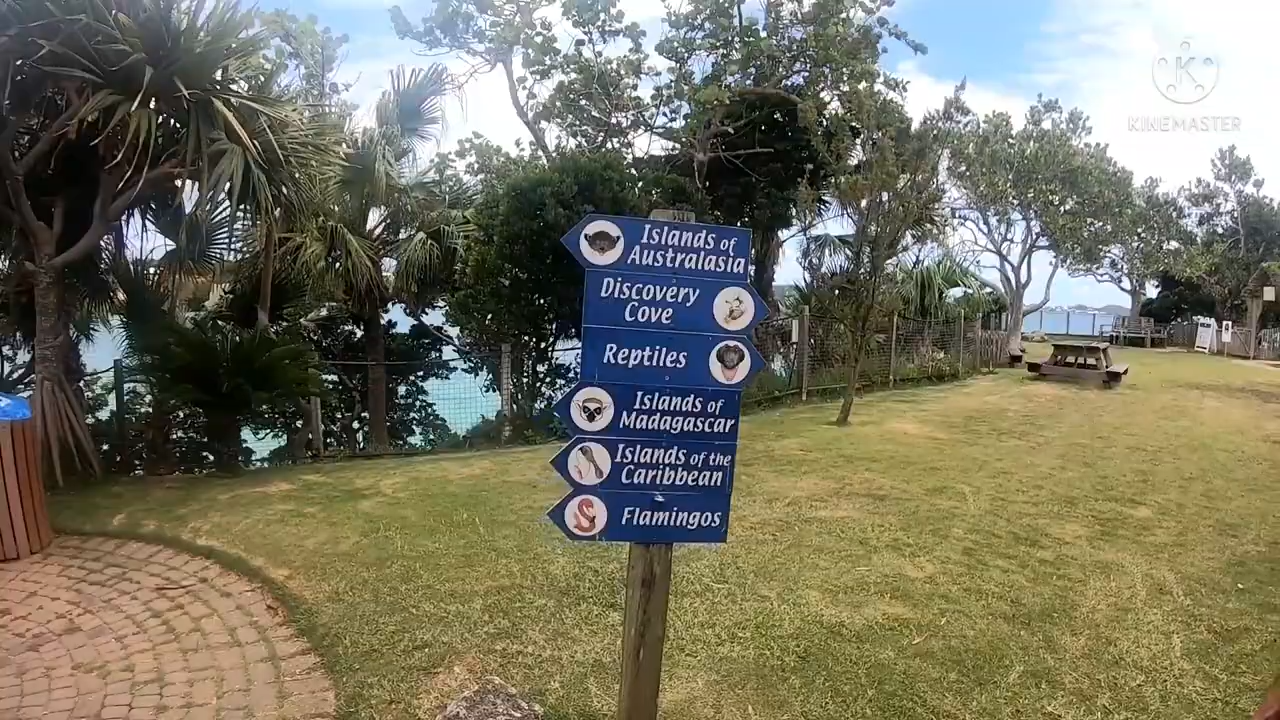 K
KINEMASTER
Islands of
Australasia
Discovery
Cove
Reptiles
Islands of
Madagascar
Islands of the
Caribbean
Flamingos